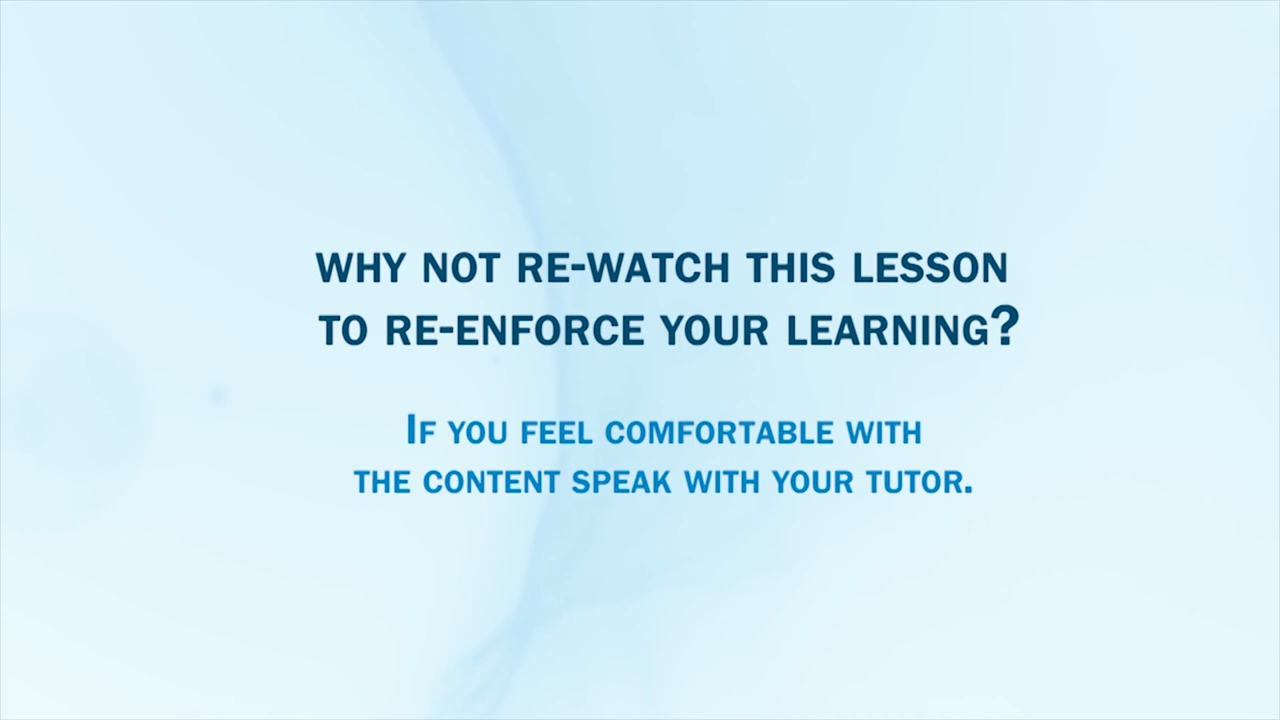 WHY NOT RE-WATCH THIS LESSON
TO RE-ENFORCE YOUR LEARNING?
IF YOU FEEL COMFORTABLE WITH
THE CONTENT SPEAK WITH YOUR TUTOR.